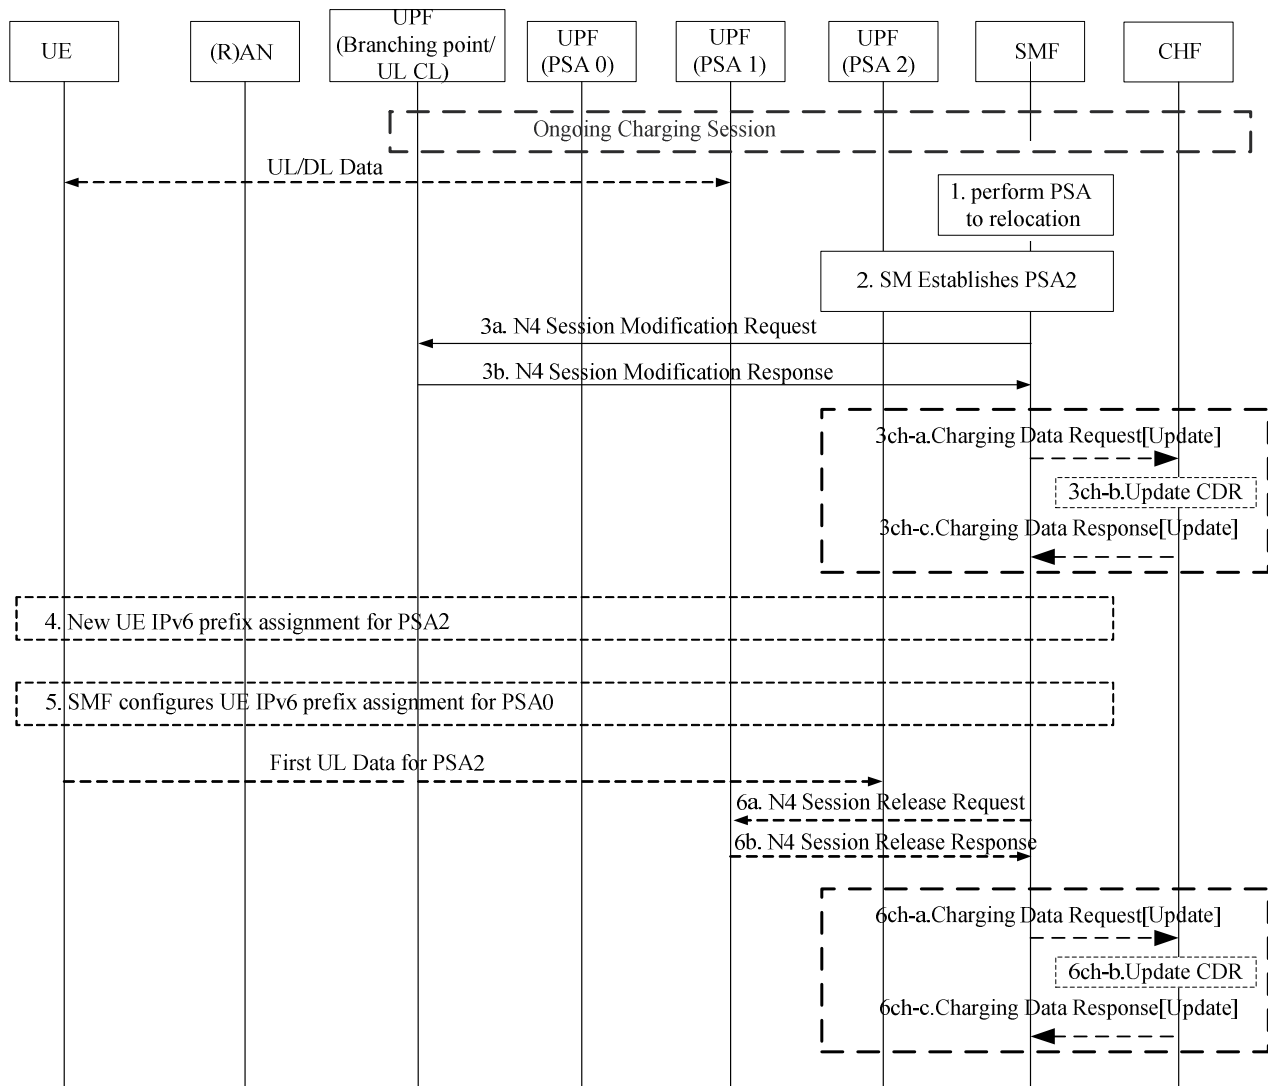 UE
(R)AN
UPF
(Branching point/
UL CL)
UPF
(PSA 0)
UPF
(PSA 1)
UPF
(PSA 2)
SMF
CHF
Ongoing Charging Session
UL/DL Data
1. perform PSA
to relocation
2. SM Establishes PSA2
3a. N4 Session Modification Request
3b. N4 Session Modification Response
3ch-a.Charging Data Request[Update]
3ch-b.Update CDR
3ch-c.Charging Data Response[Update]
4. New UE IPv6 prefix assignment for PSA2
5. SMF configures UE IPv6 prefix assignment for PSA0
First UL Data for PSA2
6a. N4 Session Release Request
6b. N4 Session Release Response
6ch-a.Charging Data Request[Update]
6ch-b.Update CDR
6ch-c.Charging Data Response[Update]